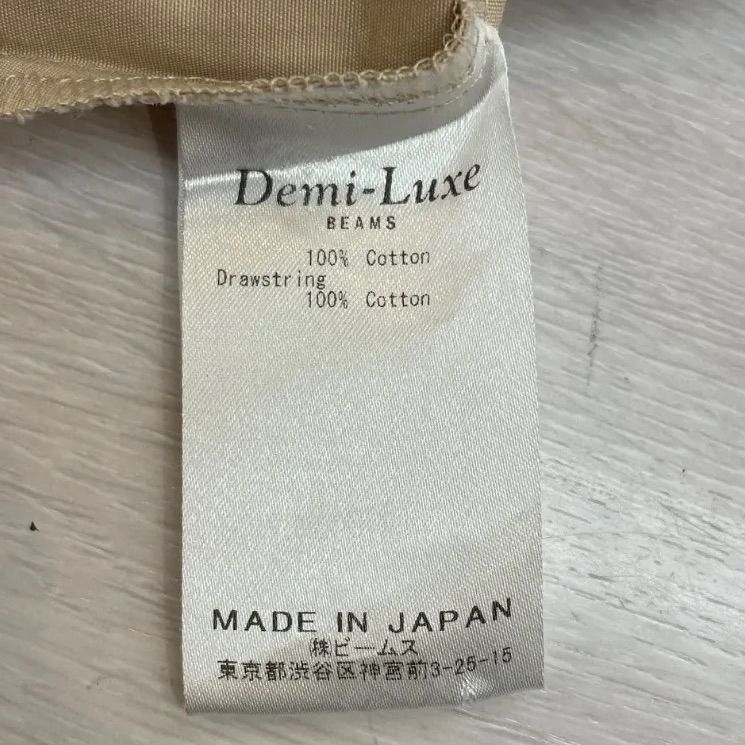 Demi-Luxe
BEAMS
100% Cotton
Drawstring
100% Cotton
MADE IN JAPAN
㈱ビームス
東京都渋谷区神宮前3-25-15